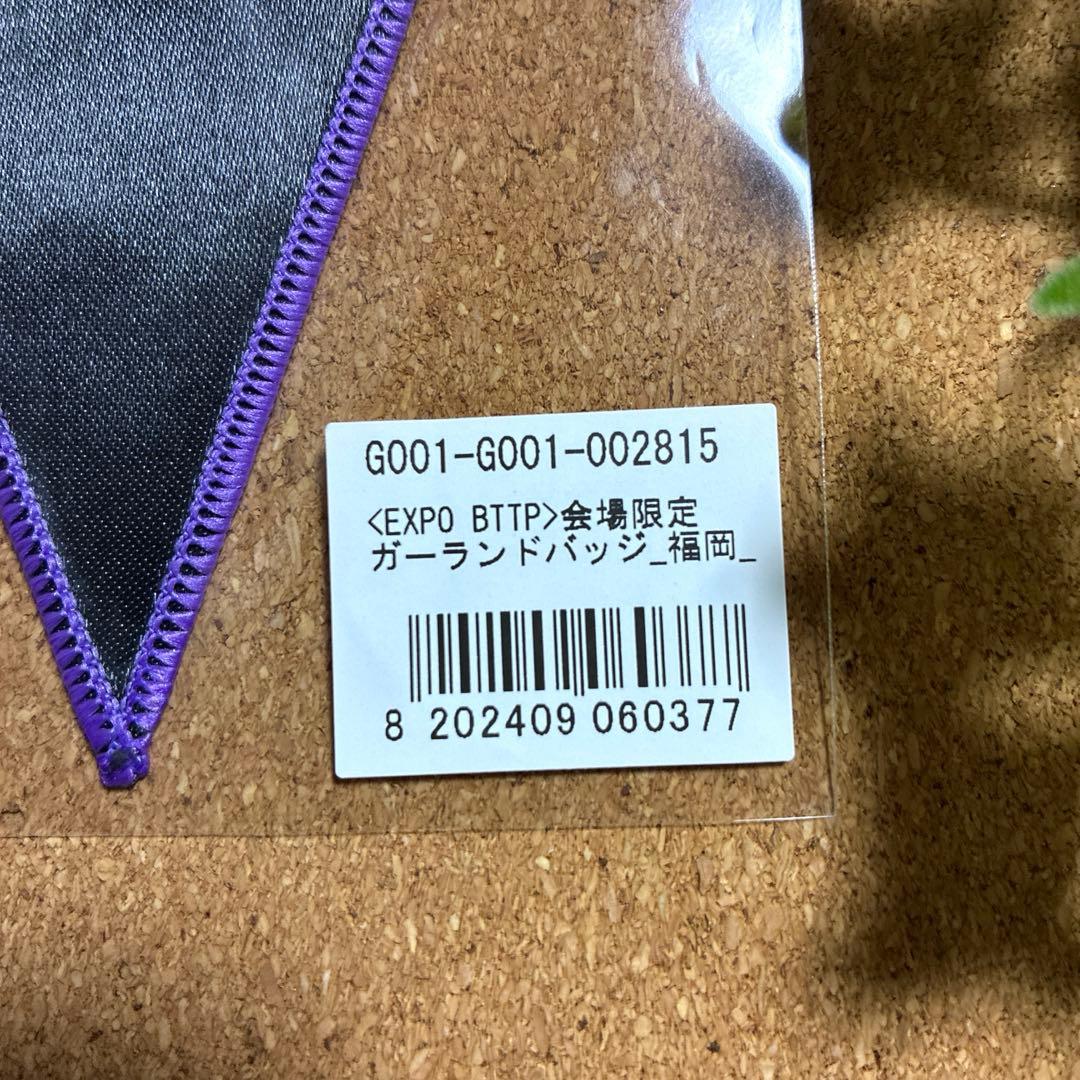 G001-G001-002815
<EXPO BTTP>会場限定
ガーランドバッジ_福岡_
8 202409 060377